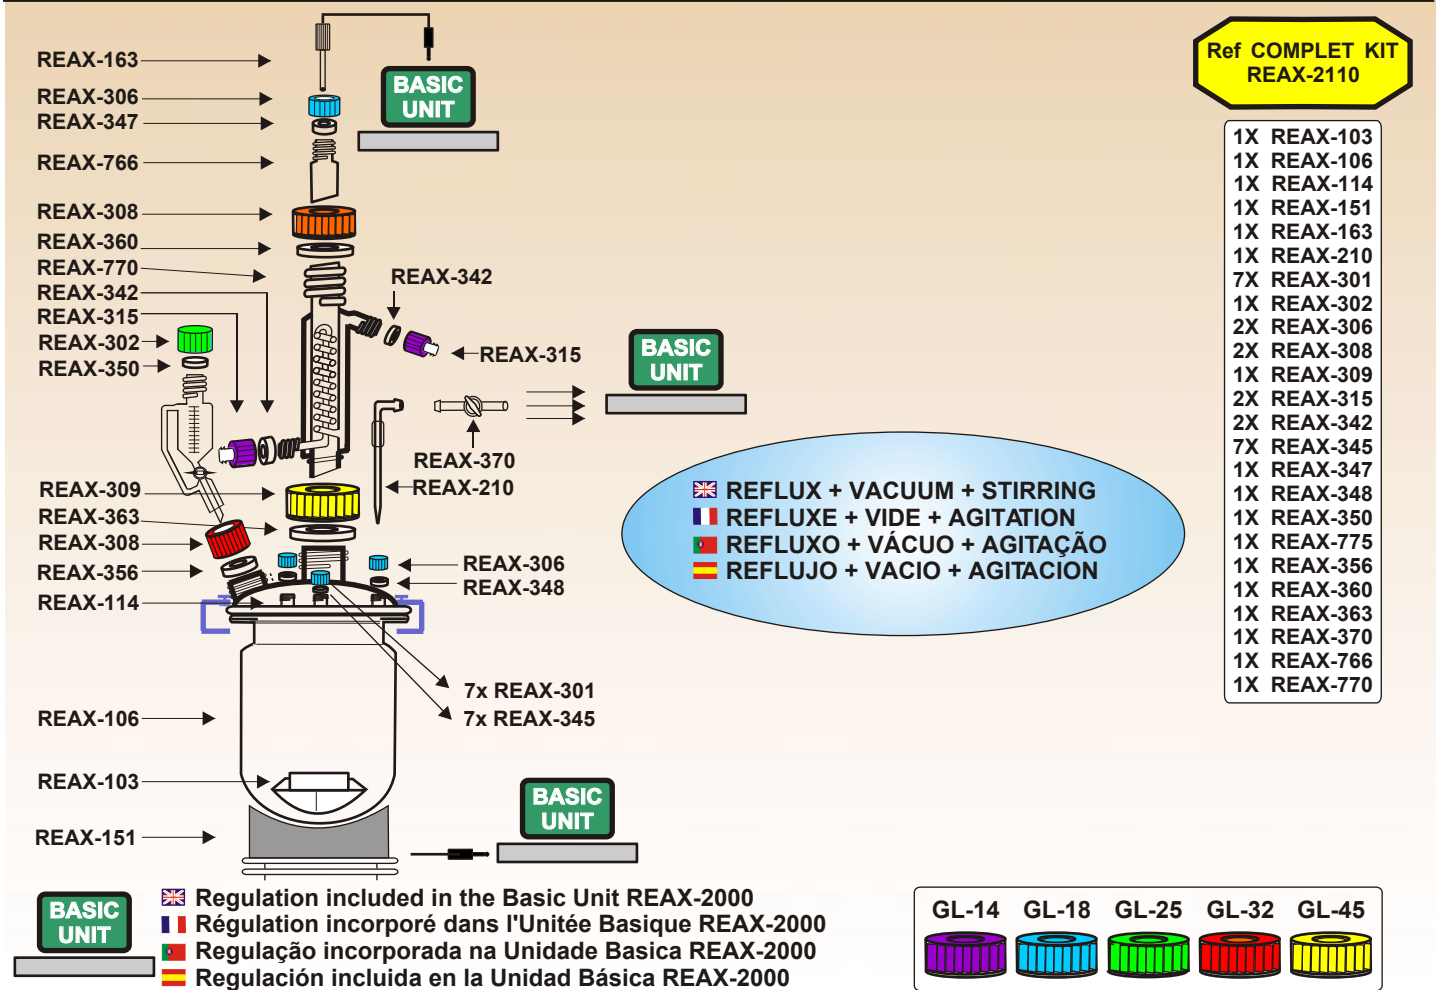 REAX-163
REAX-306
REAX-347
REAX-766
REAX-308
REAX-360
REAX-770
REAX-342
REAX-315
REAX-302
REAX-350
REAX-309
REAX-363
REAX-308
REAX-356
REAX-114
REAX-106
REAX-103
REAX-151
BASIC
UNIT
REAX-342
REAX-315
BASIC
UNIT
REAX-370
REAX-210
REAX-306
REAX-348
7x REAX-301
7x REAX-345
BASIC
UNIT
REFLUX + VACUUM + STIRRING
REFLUXE + VIDE + AGITATION
REFLUXO + VÁCUO + AGITAÇÃO
REFLUJO + VACIO + AGITACION
Ref COMPLET KIT
REAX-2110
1X REAX-103
1X REAX-106
1X REAX-114
1X REAX-151
1X REAX-163
1X REAX-210
7X REAX-301
1X REAX-302
2X REAX-306
2X REAX-308
1X REAX-309
2X REAX-315
2X REAX-342
7X REAX-345
1X REAX-347
1X REAX-348
1X REAX-350
1X REAX-775
1X REAX-356
1X REAX-360
1X REAX-363
1X REAX-370
1X REAX-766
1X REAX-770
BASIC
UNIT
Regulation included in the Basic Unit REAX-2000
Régulation incorporé dans l'Unitée Basique REAX-2000
Regulação incorporada na Unidade Basica REAX-2000
Regulación incluida en la Unidad Básica REAX-2000
GL-14 GL-18 GL-25 GL-32 GL-45